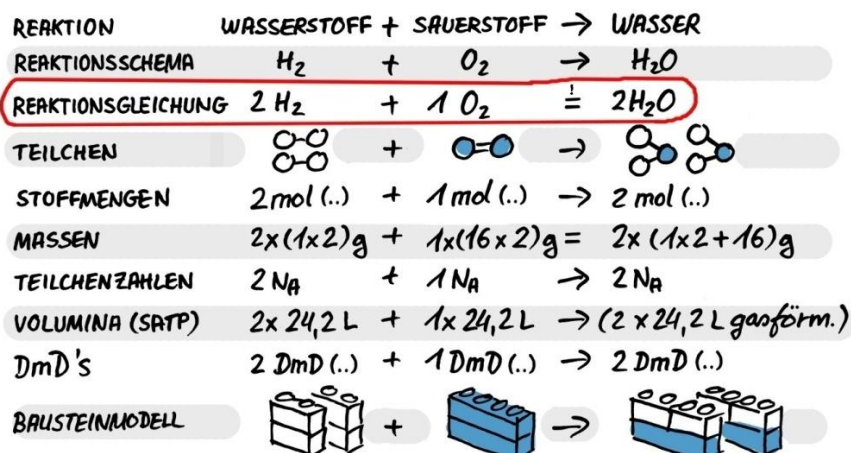 REAKTION WASSERSTOFF + SAUERSTOFF → WASSER
REAKTIONSSCHEMA H₂ + O₂ → H₂O
REAKTIONSGLEICHUNG 2 H₂ + 1 O₂ =! 2H₂O
TEILCHEN + →
STOFFMENGEN 2 mol (..) + 1 mol (..) → 2 mol (..)
MASSEN 2x(1x2)g + 1x(16x2)g = 2x (1x2+16)g
TEILCHENZAHLEN 2 NA + 1 NA → 2 NA
VOLUMINA (SATP) 2x 24,2 L + 1x 24,2 L → (2 x 24,2 L gasförm.)
DmD's 2 DmD (..) + 1 DmD (..) → 2 DmD (..)
BAUSTEINMODELL + →